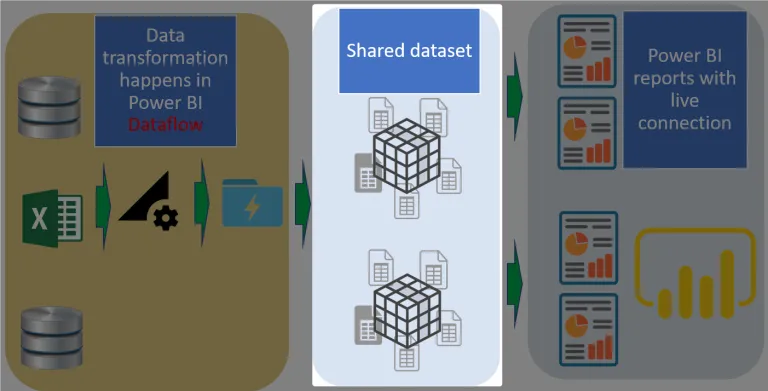 Data
transformation
happens in
Power BI
Dataflow
Shared dataset
Power BI
reports with
live
connection
X